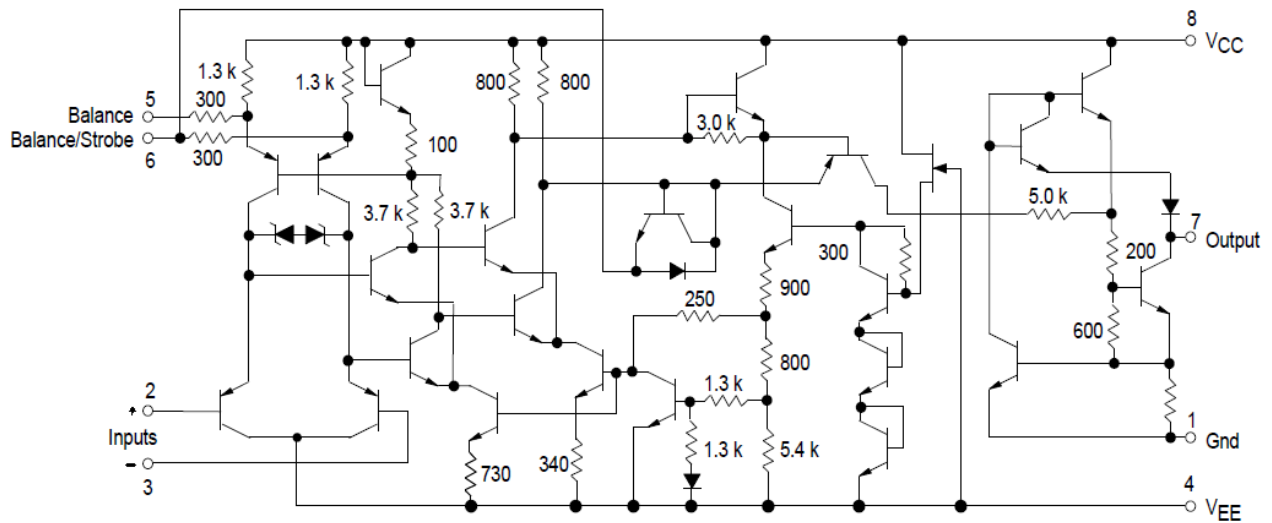 8
VCC
1.3 k
1.3 k
800
800
300
5
Balance
Balance/Strobe
6
300
100
3.0 k
3.7 k
3.7 k
5.0 k
7
Output
300
200
900
250
600
800
2
+
1.3 k
Inputs
1
Gnd
-
3
730
340
1.3 k
5.4 k
4
VEE